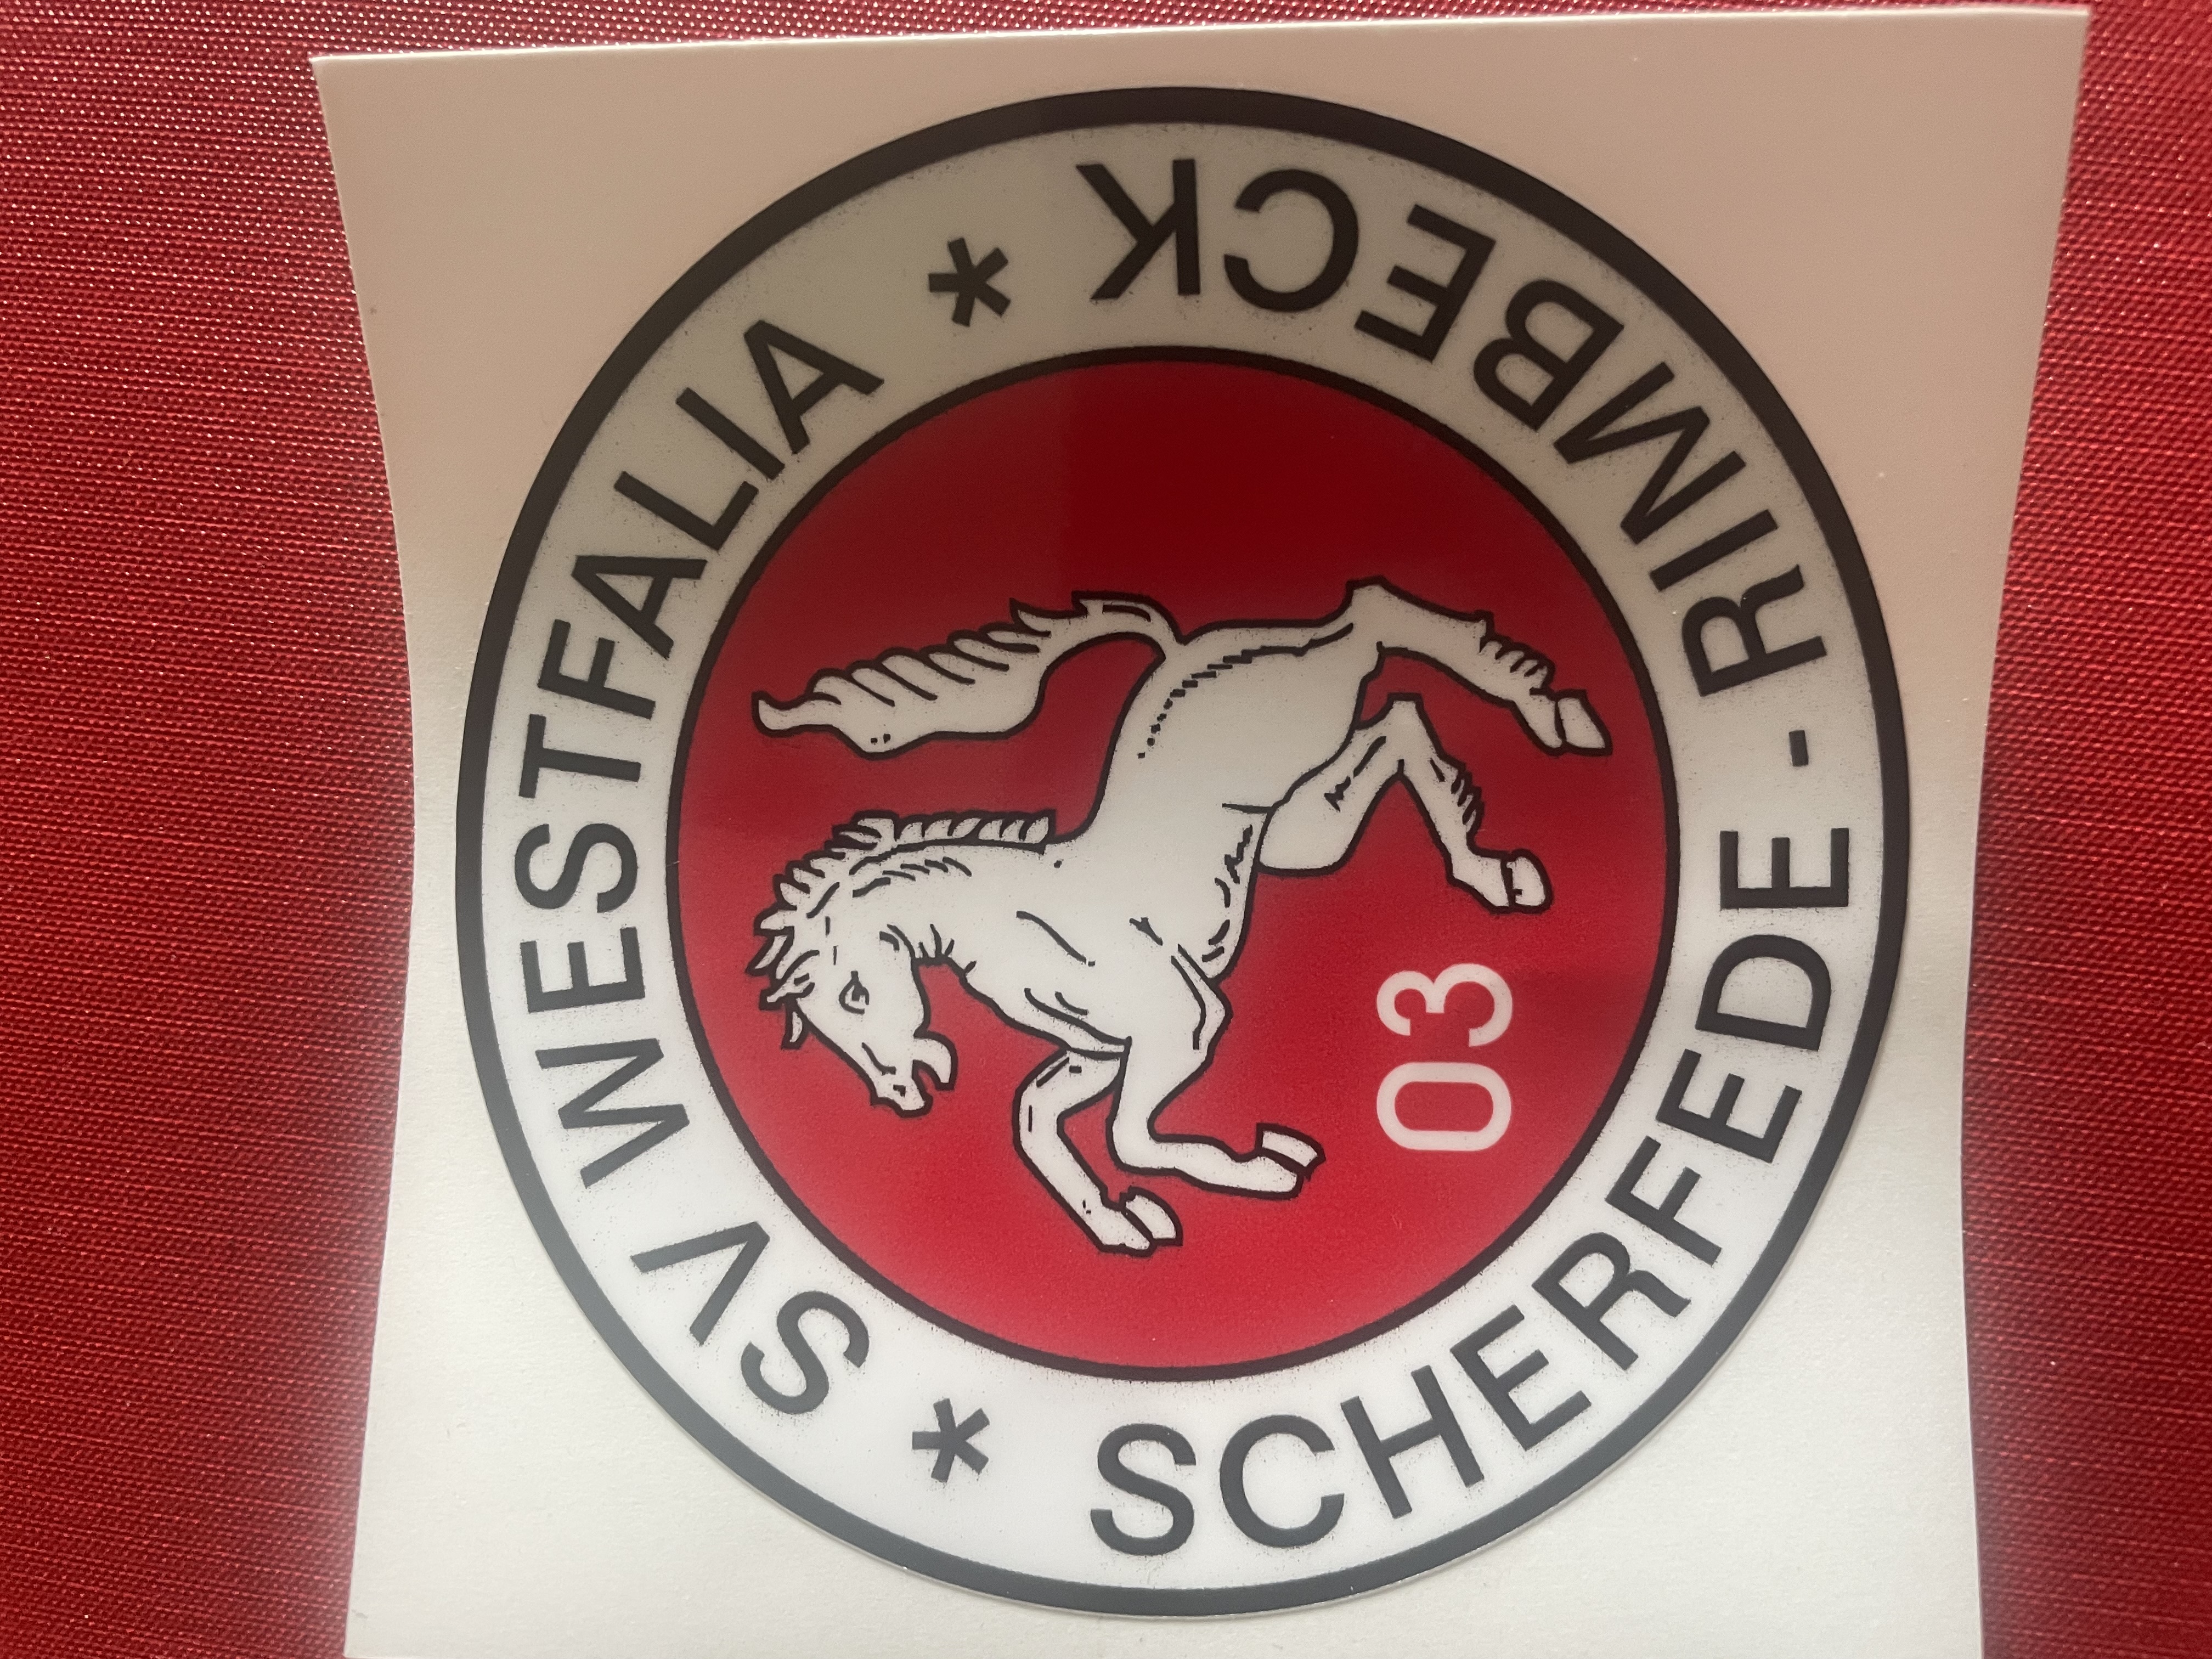 * SV WESTFALIA *
03
SCHERFEDE - RIMBECK